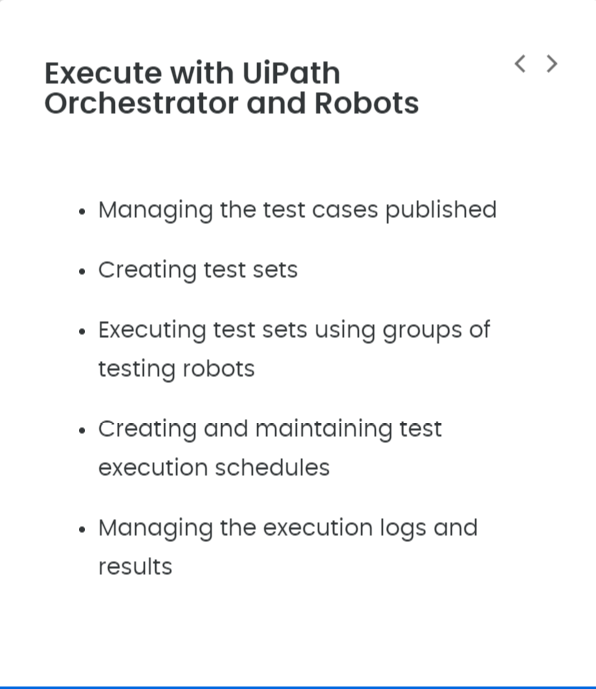 Execute with UiPath
Orchestrator and Robots
• Managing the test cases published
• Creating test sets
• Executing test sets using groups of
testing robots
• Creating and maintaining test
execution schedules
• Managing the execution logs and
results